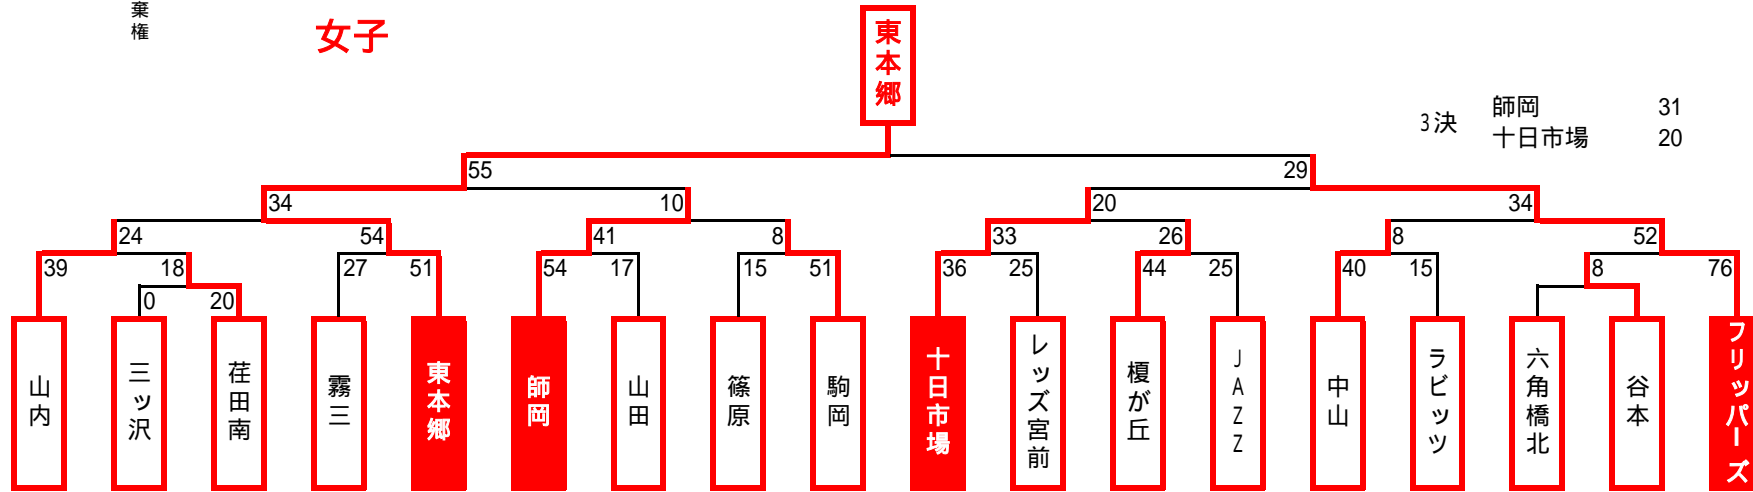 棄権
女子
東本郷
3決
師岡 31
十日市場 20
55 29
34 10 20 34
24 54 41 8 33 26 8 52
39 18 27 51 54 17 15 51 36 25 44 25 40 15 8 76
0 20
山内
三ッ沢
荏田南
霧三
東本郷
師岡
山田
篠原
駒岡
十日市場
レッズ宮前
榎が丘
JAZZ
中山
ラビッツ
六角橋北
谷本
フリッパーズ